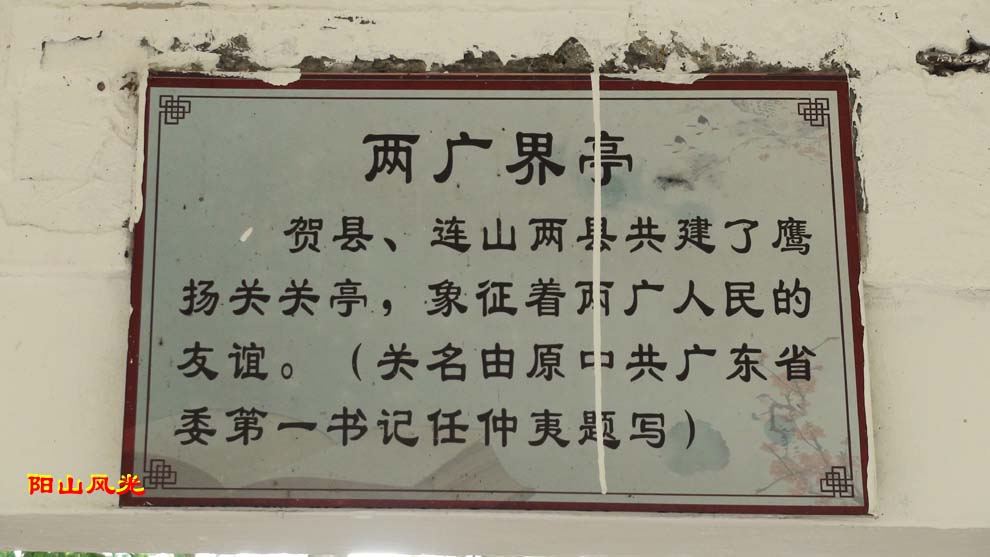 两广界亭
贺县、连山两县共建了鹰
扬关关亭，象征着两广人民的
友谊。（关名由原中共广东省
委第一书记任仲夷题写）
阳山风光